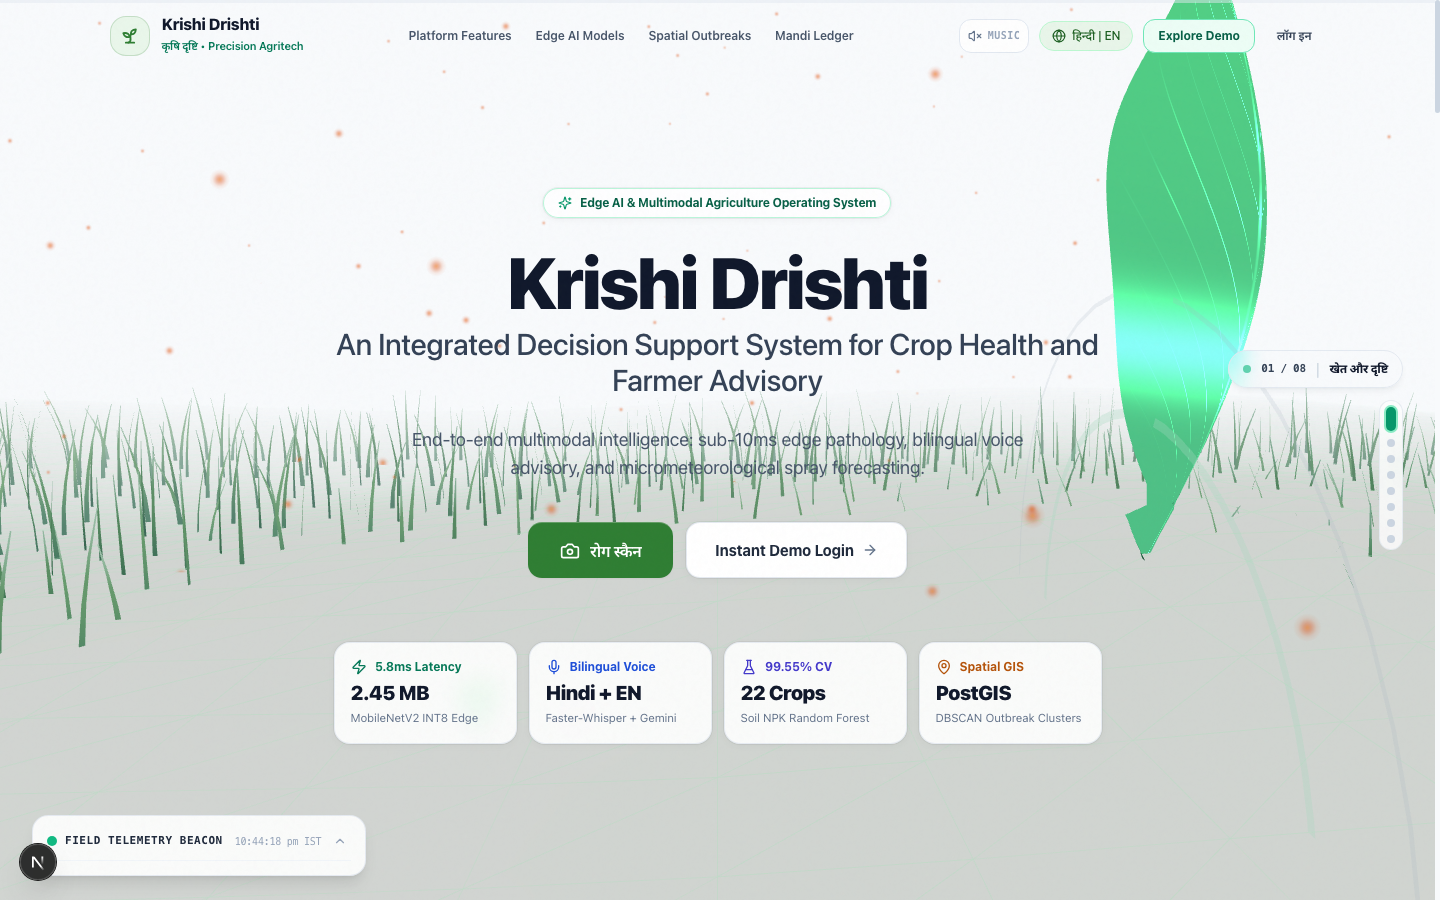 Krishi Drishti
कृषि दृष्टि • Precision Agritech
Platform Features
Edge AI Models
Spatial Outbreaks
Mandi Ledger
MUSIC
हिन्दी | EN
Explore Demo
लॉग इन
Edge AI & Multimodal Agriculture Operating System
Krishi Drishti
An Integrated Decision Support System for Crop Health and
Farmer Advisory
01 / 08
खेत और दृष्टि
End-to-end multimodal intelligence: sub-10ms edge pathology, bilingual voice
advisory, and micrometeorological spray forecasting.
रोग स्कैन
Instant Demo Login
5.8ms Latency
2.45 MB
MobileNetV2 INT8 Edge
Bilingual Voice
Hindi + EN
Faster-Whisper + Gemini
99.55% CV
22 Crops
Soil NPK Random Forest
Spatial GIS
PostGIS
DBSCAN Outbreak Clusters
FIELD TELEMETRY BEACON
10:44:18 pm IST
N